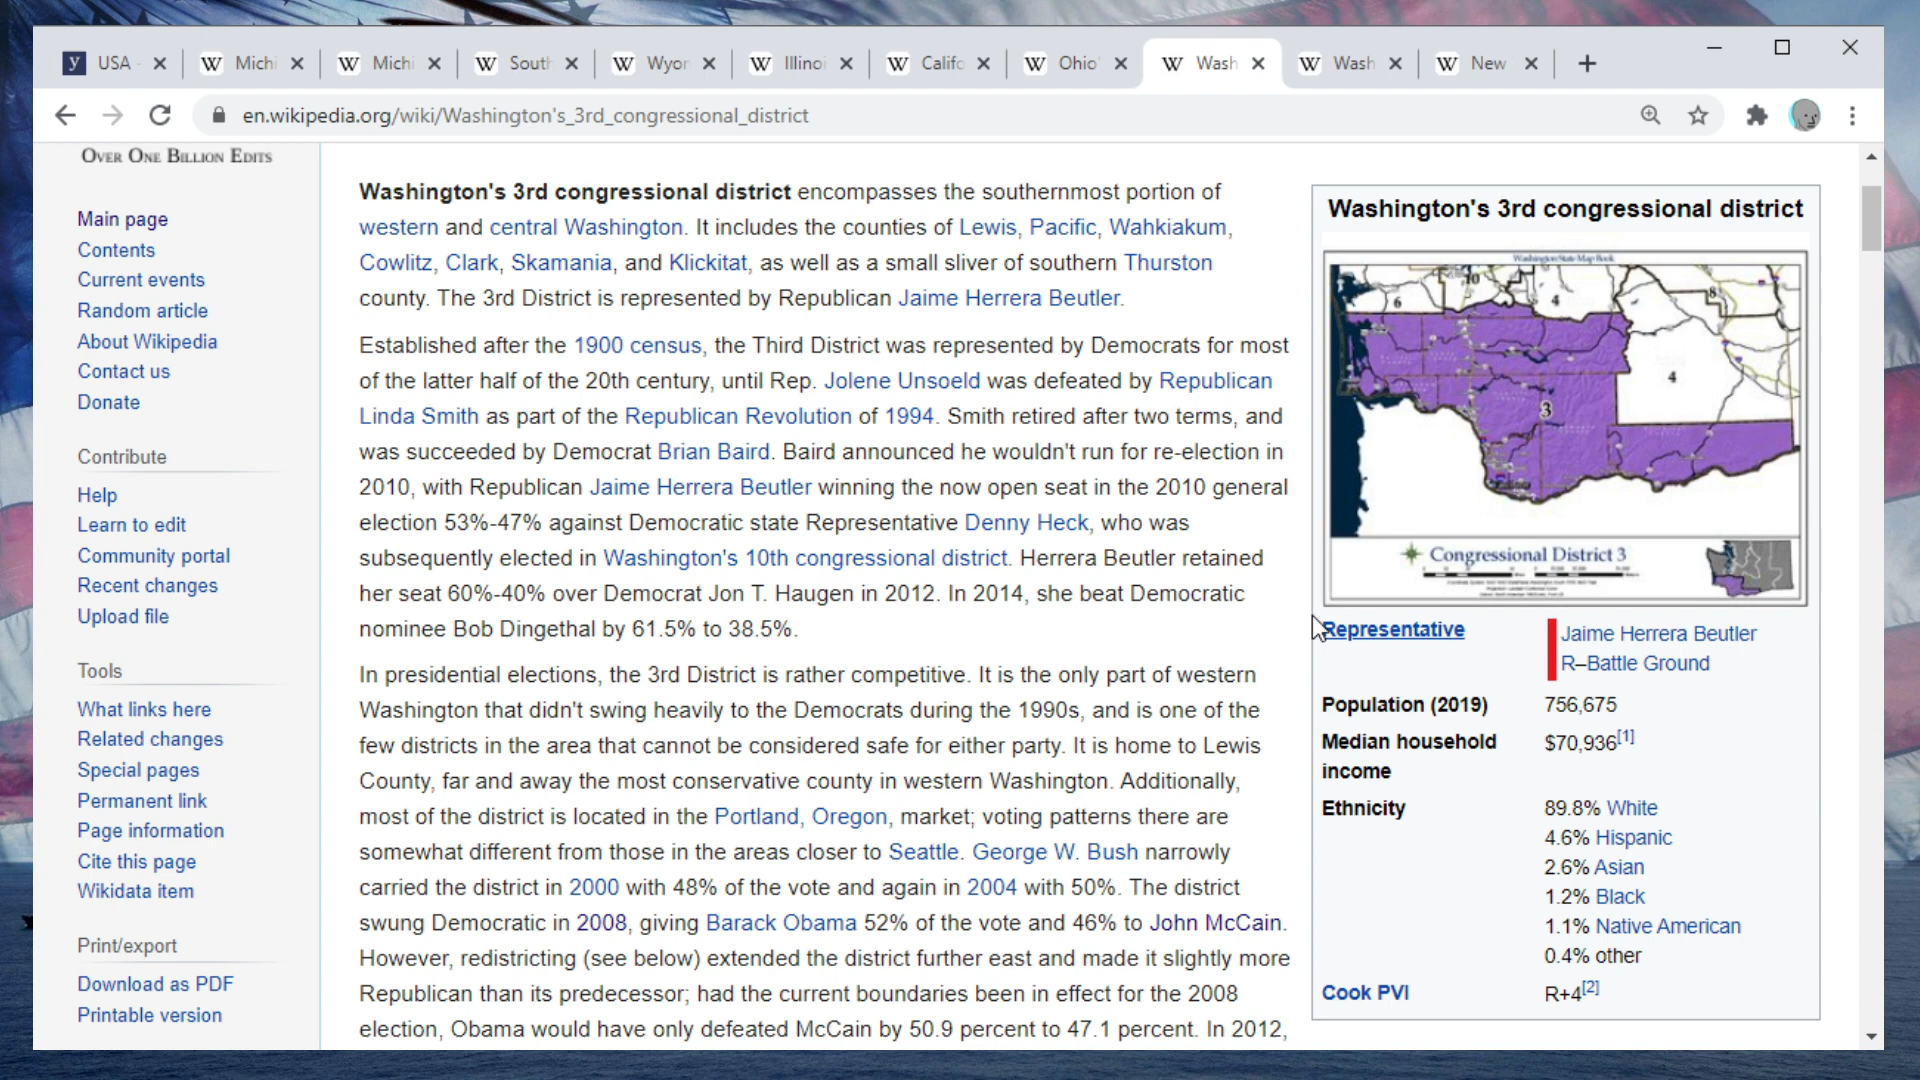 y USA
W Michi
W Michi
W South
W Wyor
W Illinoi
W Califo
W Ohio'
W Wash
W Wash
W New
en.wikipedia.org/wiki/Washington's_3rd_congressional_district
OVER ONE BILLION EDITS
Main page
Contents
Current events
Random article
About Wikipedia
Contact us
Donate
Contribute
Help
Learn to edit
Community portal
Recent changes
Upload file
Tools
What links here
Related changes
Special pages
Permanent link
Page information
Cite this page
Wikidata item
Print/export
Download as PDF
Printable version
Washington's 3rd congressional district encompasses the southernmost portion of
western and central Washington. It includes the counties of Lewis, Pacific, Wahkiakum,
Cowlitz, Clark, Skamania, and Klickitat, as well as a small sliver of southern Thurston
county. The 3rd District is represented by Republican Jaime Herrera Beutler.
Established after the 1900 census, the Third District was represented by Democrats for most
of the latter half of the 20th century, until Rep. Jolene Unsoeld was defeated by Republican
Linda Smith as part of the Republican Revolution of 1994. Smith retired after two terms, and
was succeeded by Democrat Brian Baird. Baird announced he wouldn't run for re-election in
2010, with Republican Jaime Herrera Beutler winning the now open seat in the 2010 general
election 53%-47% against Democratic state Representative Denny Heck, who was
subsequently elected in Washington's 10th congressional district. Herrera Beutler retained
her seat 60%-40% over Democrat Jon T. Haugen in 2012. In 2014, she beat Democratic
nominee Bob Dingethal by 61.5% to 38.5%.
In presidential elections, the 3rd District is rather competitive. It is the only part of western
Washington that didn't swing heavily to the Democrats during the 1990s, and is one of the
few districts in the area that cannot be considered safe for either party. It is home to Lewis
County, far and away the most conservative county in western Washington. Additionally,
most of the district is located in the Portland, Oregon, market; voting patterns there are
somewhat different from those in the areas closer to Seattle. George W. Bush narrowly
carried the district in 2000 with 48% of the vote and again in 2004 with 50%. The district
swung Democratic in 2008, giving Barack Obama 52% of the vote and 46% to John McCain.
However, redistricting (see below) extended the district further east and made it slightly more
Republican than its predecessor; had the current boundaries been in effect for the 2008
election, Obama would have only defeated McCain by 50.9 percent to 47.1 percent. In 2012,
Washington's 3rd congressional district
Washington State Map Book
10
6
4
8
4
3
Congressional District 3
Representative
Jaime Herrera Beutler
R–Battle Ground
Population (2019) 756,675
Median household income $70,936[1]
Ethnicity 89.8% White
4.6% Hispanic
2.6% Asian
1.2% Black
1.1% Native American
0.4% other
Cook PVI R+4[2]